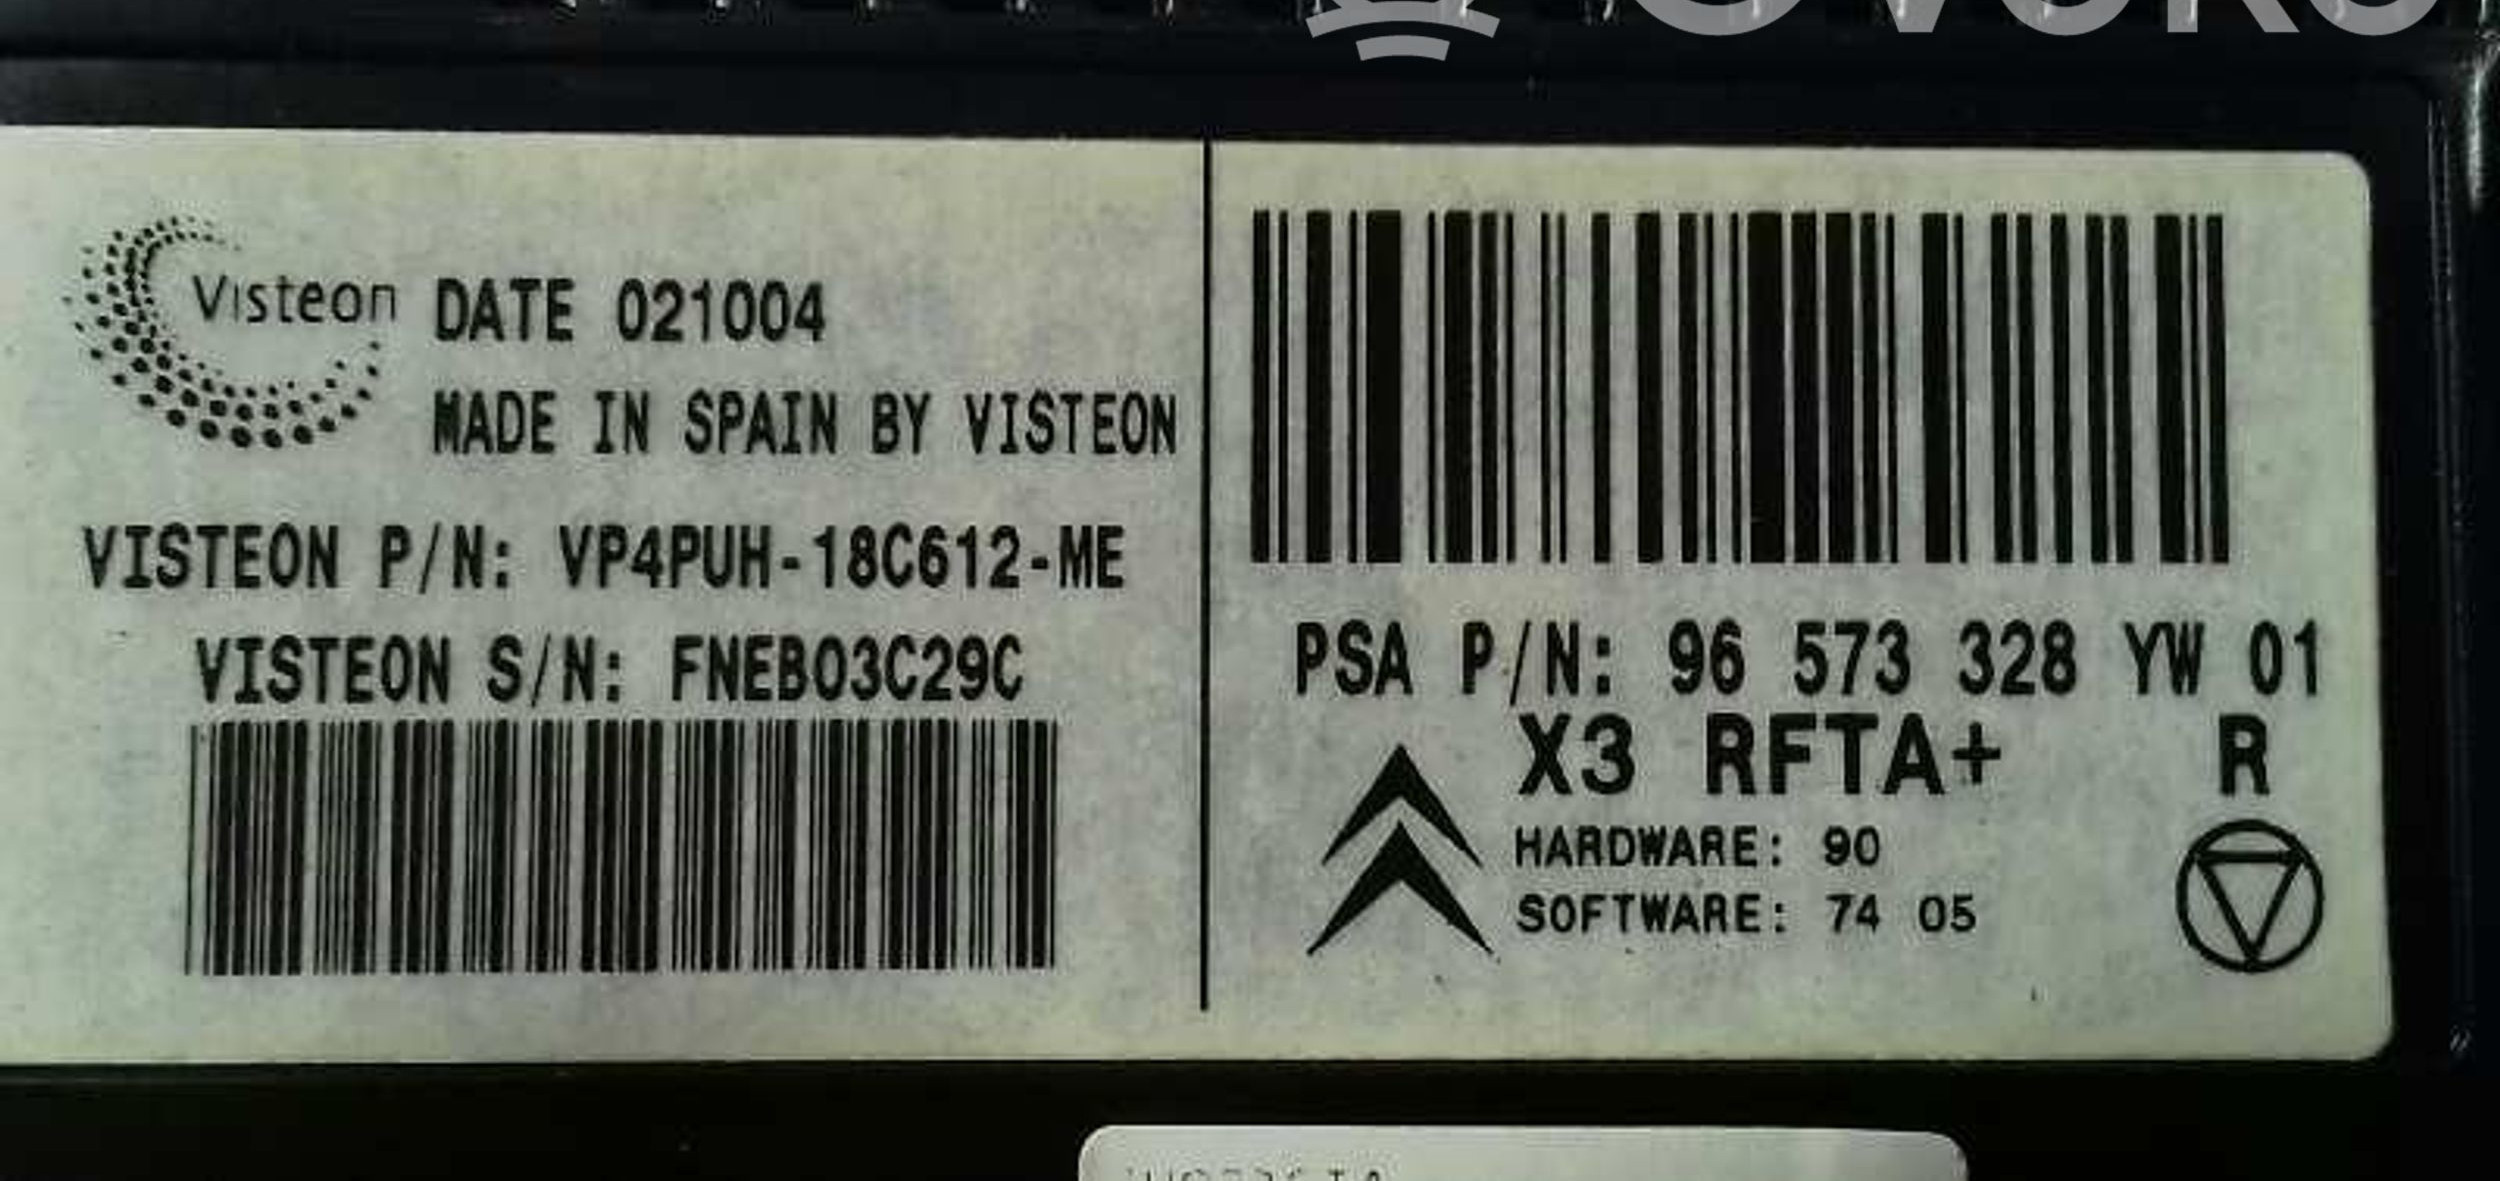 Visteon DATE 021004
MADE IN SPAIN BY VISTEON
VISTEON P/N: VP4PUH-18C612-ME
VISTEON S/N: FNEB03C29C
PSA P/N: 96 573 328 YW 01
X3 RFTA+ R
HARDWARE: 90
SOFTWARE: 74 05